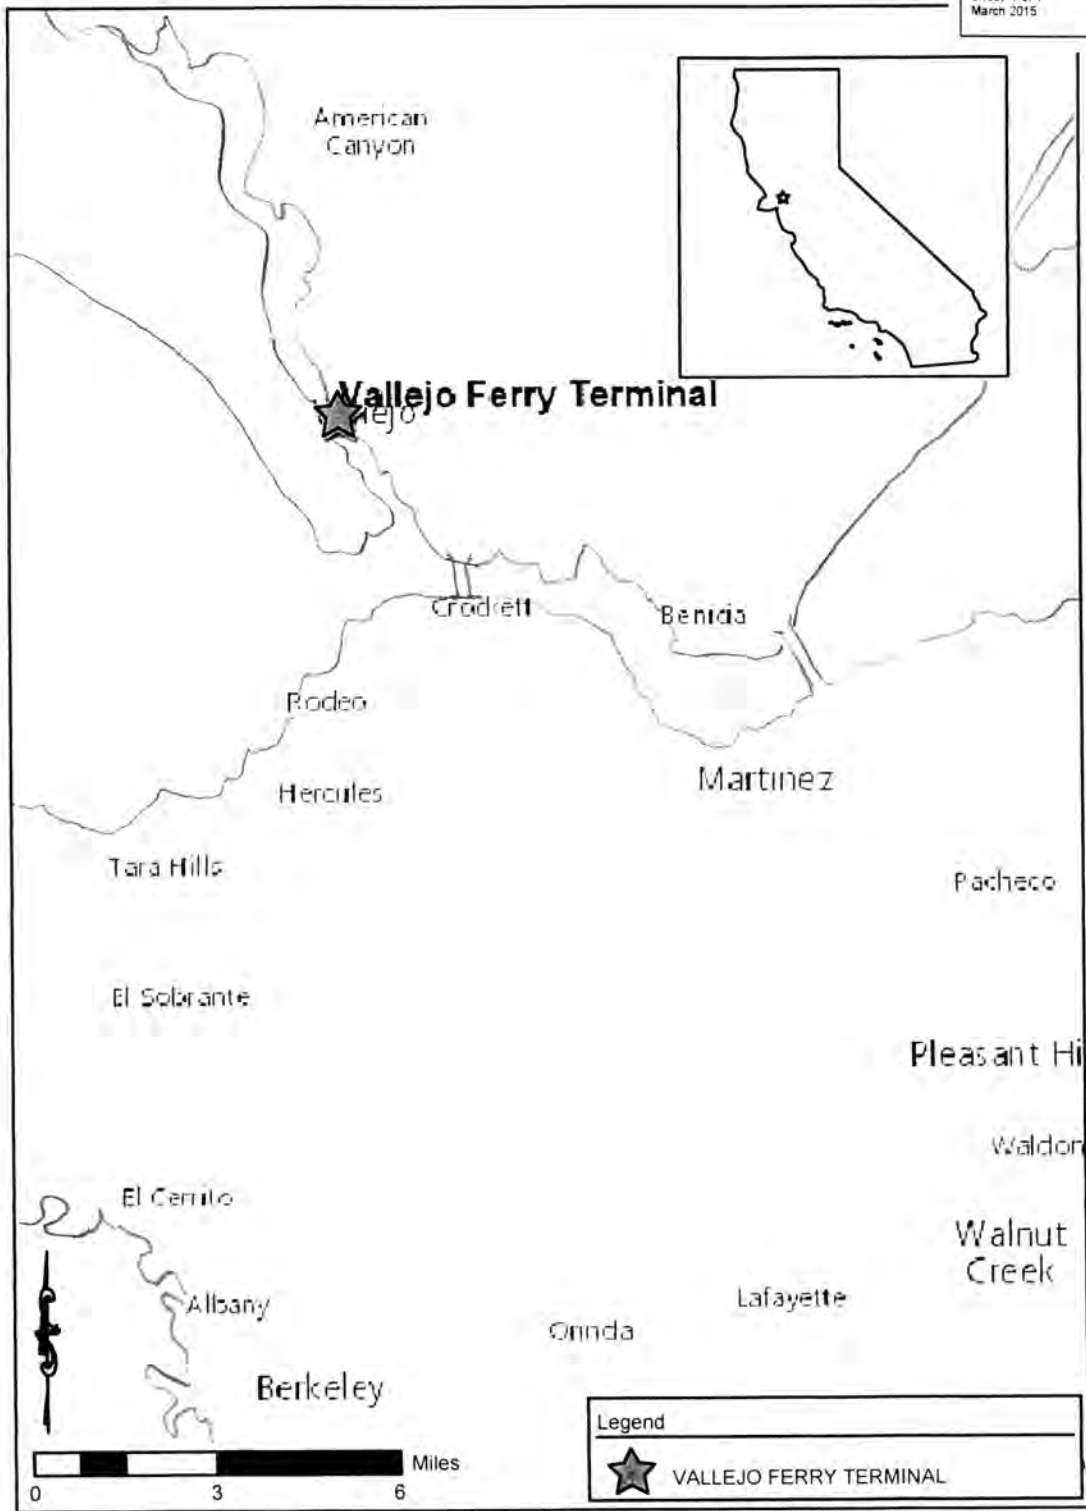 March 2015
American
Canyon
Vallejo Ferry Terminal
Crockett
Benicia
Rodeo
Martinez
Hercules
Tara Hills
Pacheco
El Sobrante
Pleasant Hi
Waldon
El Cerrito
Walnut
Creek
Lafayette
Albany
Orinda
Berkeley
Legend
VALLEJO FERRY TERMINAL
Miles
0 3 6